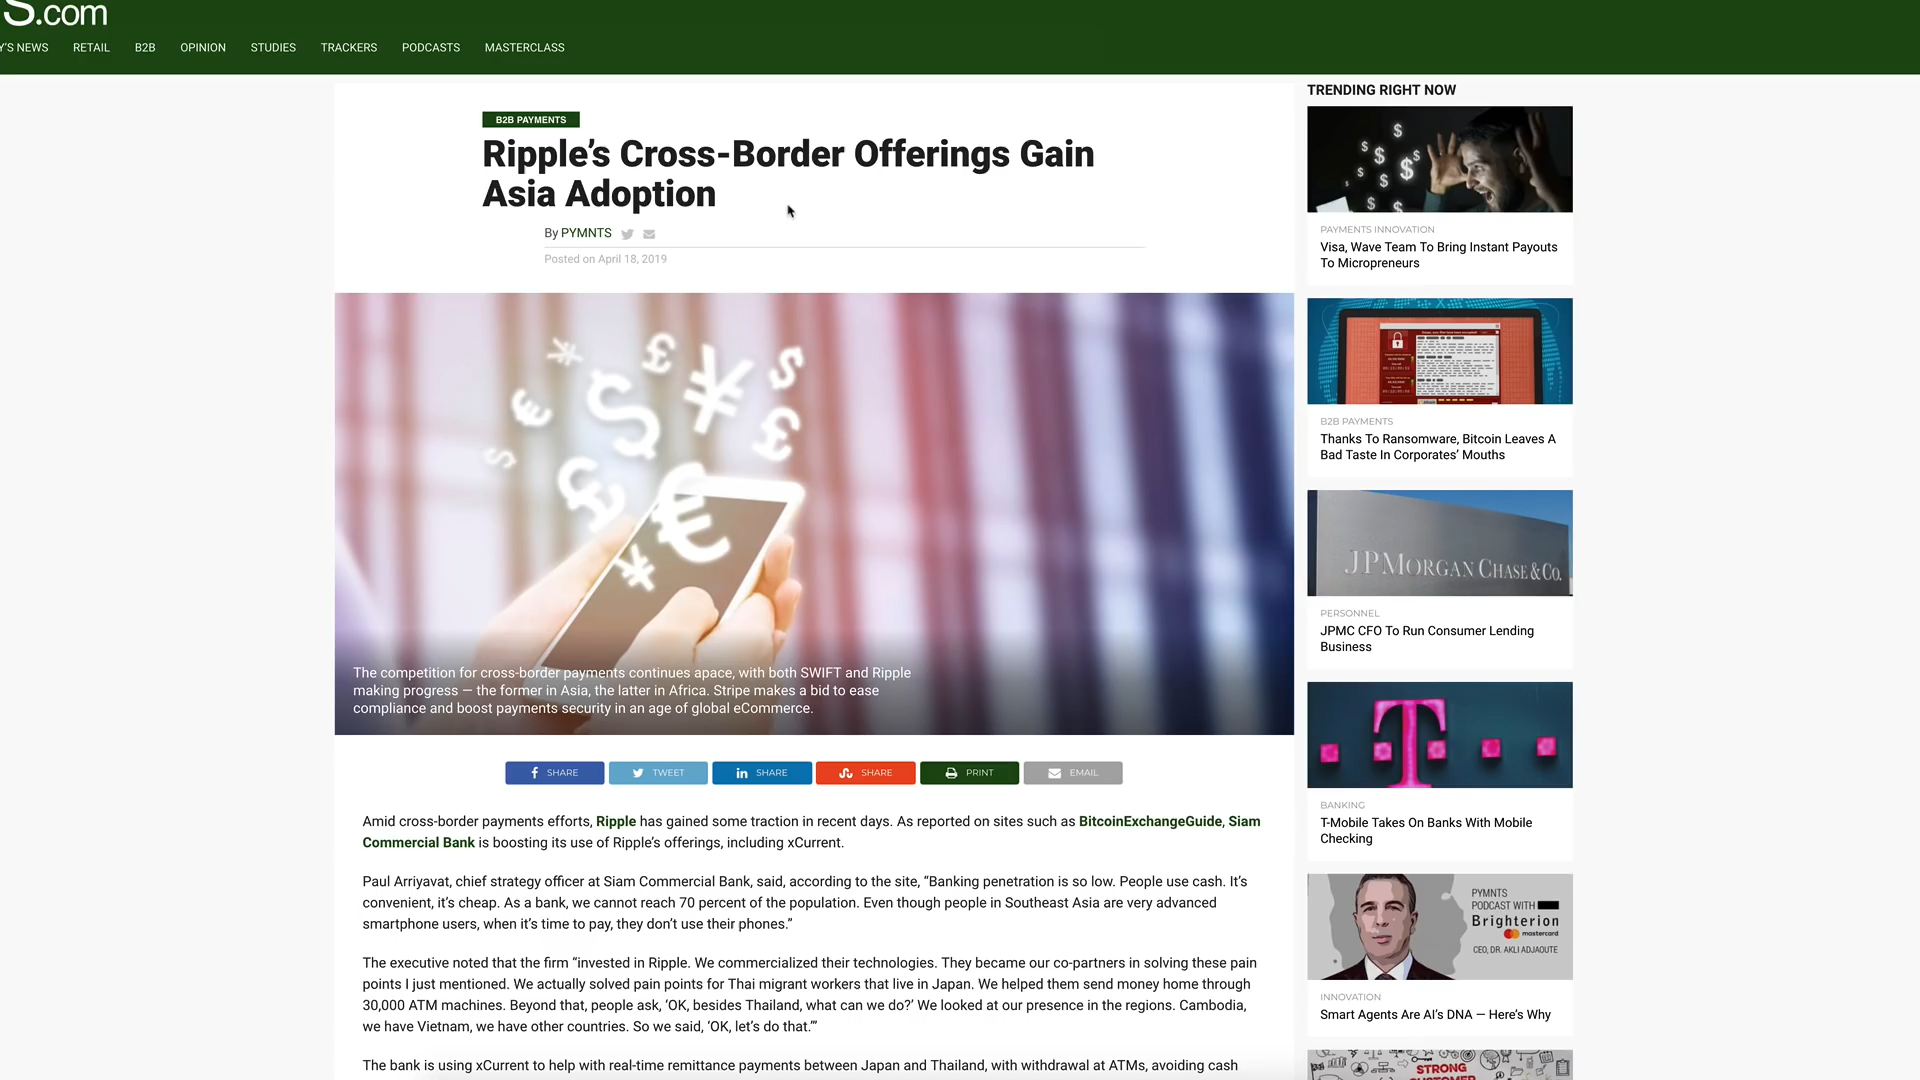 S.com
Y'S NEWS RETAIL B2B OPINION STUDIES TRACKERS PODCASTS MASTERCLASS
B2B PAYMENTS
Ripple's Cross-Border Offerings Gain
Asia Adoption
By PYMNTS
Posted on April 18, 2019
The competition for cross-border payments continues apace, with both SWIFT and Ripple
making progress — the former in Asia, the latter in Africa. Stripe makes a bid to ease
compliance and boost payments security in an age of global eCommerce.
SHARE TWEET SHARE SHARE PRINT EMAIL
Amid cross-border payments efforts, Ripple has gained some traction in recent days. As reported on sites such as BitcoinExchangeGuide, Siam
Commercial Bank is boosting its use of Ripple's offerings, including xCurrent.
Paul Arriyavat, chief strategy officer at Siam Commercial Bank, said, according to the site, “Banking penetration is so low. People use cash. It's
convenient, it's cheap. As a bank, we cannot reach 70 percent of the population. Even though people in Southeast Asia are very advanced
smartphone users, when it's time to pay, they don't use their phones.”
The executive noted that the firm “invested in Ripple. We commercialized their technologies. They became our co-partners in solving these pain
points I just mentioned. We actually solved pain points for Thai migrant workers that live in Japan. We helped them send money home through
30,000 ATM machines. Beyond that, people ask, ‘OK, besides Thailand, what can we do?’ We looked at our presence in the regions. Cambodia,
we have Vietnam, we have other countries. So we said, ‘OK, let's do that.’”
The bank is using xCurrent to help with real-time remittance payments between Japan and Thailand, with withdrawal at ATMs, avoiding cash
TRENDING RIGHT NOW
PAYMENTS INNOVATION
Visa, Wave Team To Bring Instant Payouts
To Micropreneurs
B2B PAYMENTS
Thanks To Ransomware, Bitcoin Leaves A
Bad Taste In Corporates' Mouths
JPMORGAN CHASE & CO.
PERSONNEL
JPMC CFO To Run Consumer Lending
Business
T
BANKING
T-Mobile Takes On Banks With Mobile
Checking
PYMNTS
PODCAST WITH
Brighterion
mastercard
CEO, DR. AKLI ADJAOUTE
INNOVATION
Smart Agents Are AI's DNA — Here's Why
STRONG
CUSTOMER